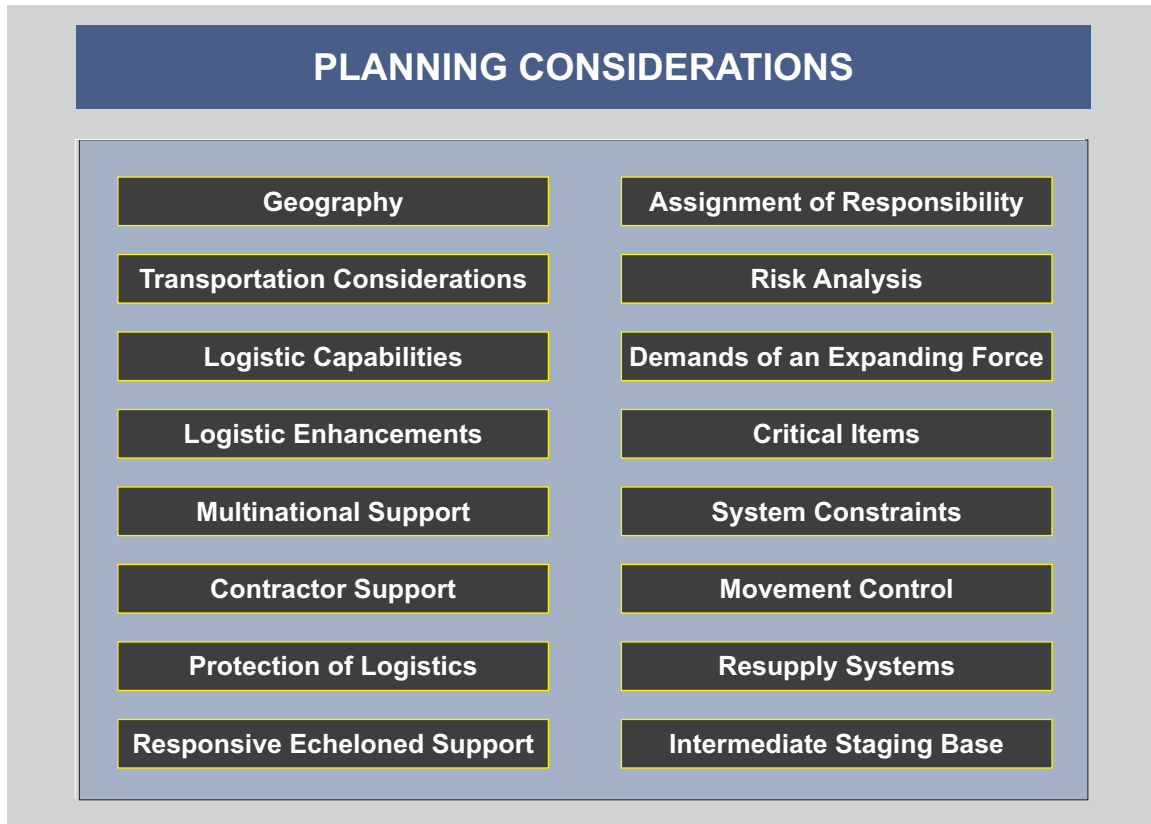 PLANNING CONSIDERATIONS
Geography
Transportation Considerations
Logistic Capabilities
Logistic Enhancements
Multinational Support
Contractor Support
Protection of Logistics
Responsive Echeloned Support
Assignment of Responsibility
Risk Analysis
Demands of an Expanding Force
Critical Items
System Constraints
Movement Control
Resupply Systems
Intermediate Staging Base